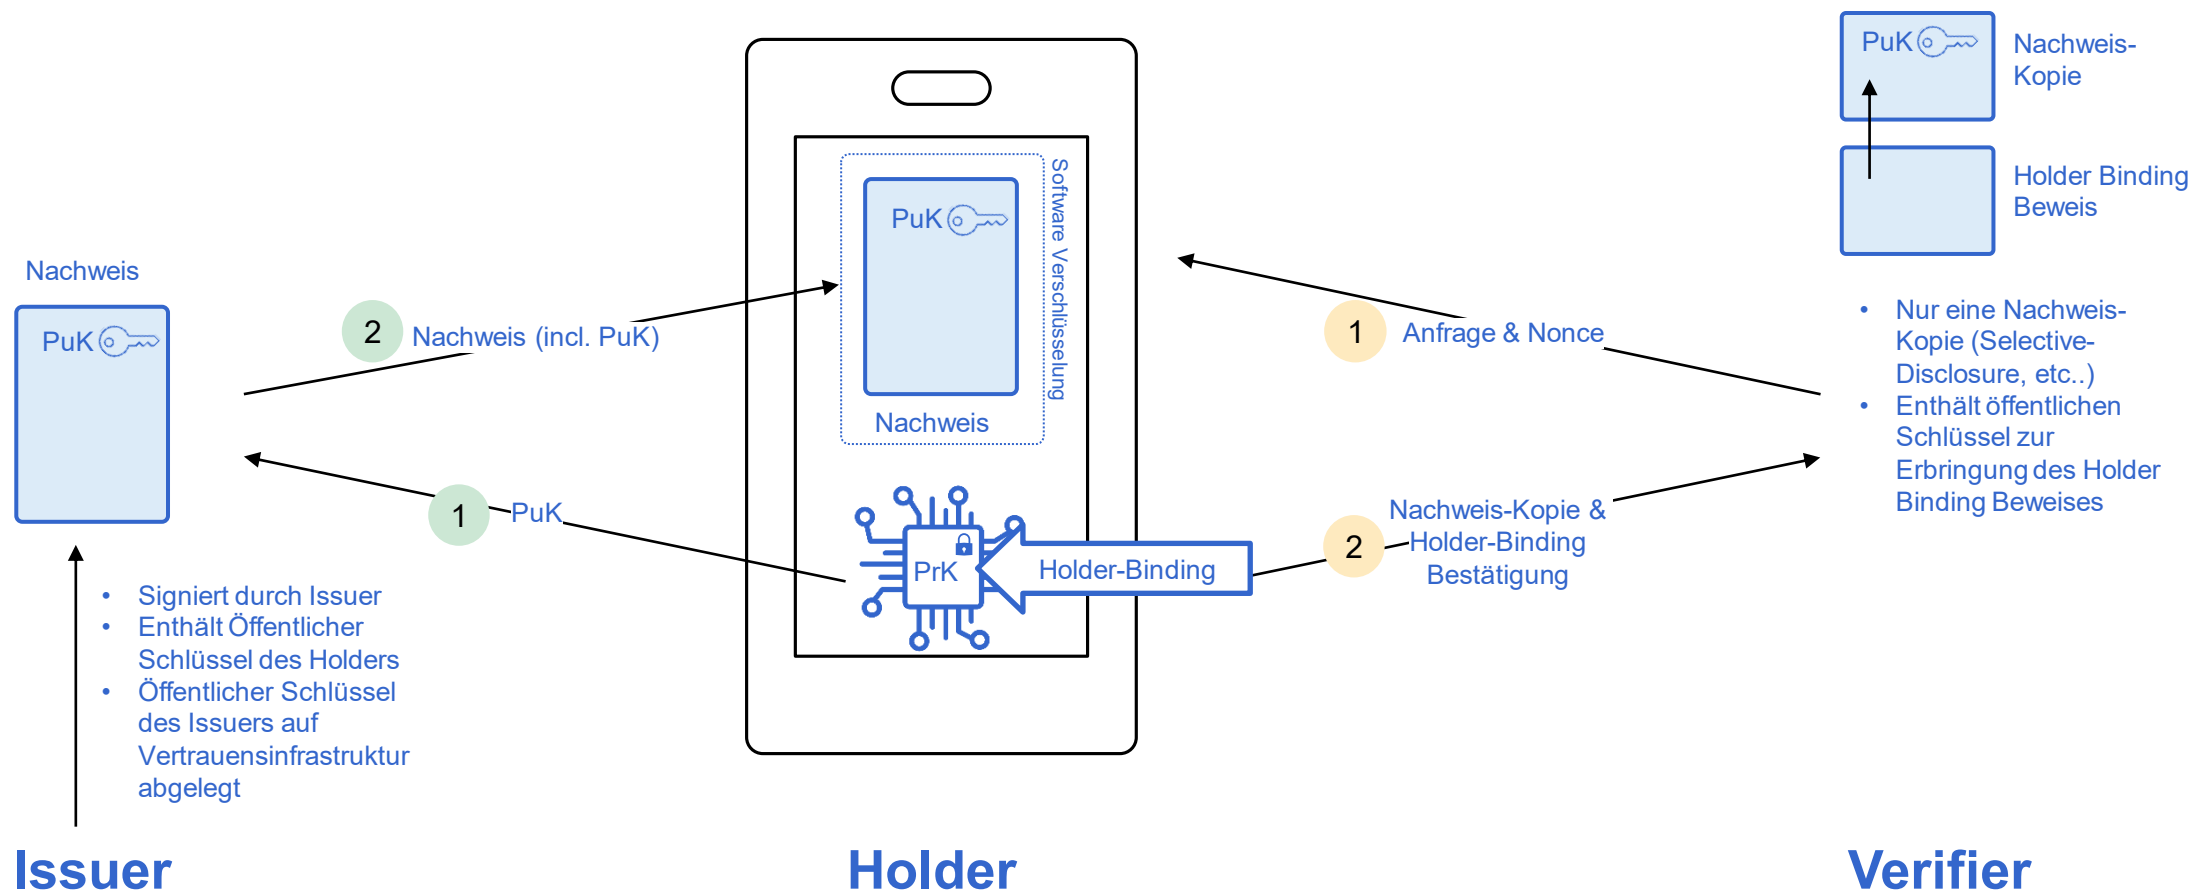 Nachweis
PuK
2
Nachweis (incl. PuK)
1
PuK
• Signiert durch Issuer
• Enthält Öffentlicher
Schlüssel des Holders
• Öffentlicher Schlüssel
des Issuers auf
Vertrauensinfrastruktur
abgelegt
Issuer
PuK
Nachweis
Software Verschlüsselung
PrK
Holder-Binding
Holder
1
Anfrage & Nonce
2
Nachweis-Kopie &
Holder-Binding
Bestätigung
PuK
Nachweis-
Kopie
Holder Binding
Beweis
• Nur eine Nachweis-
Kopie (Selective-
Disclosure, etc..)
• Enthält öffentlichen
Schlüssel zur
Erbringung des Holder
Binding Beweises
Verifier